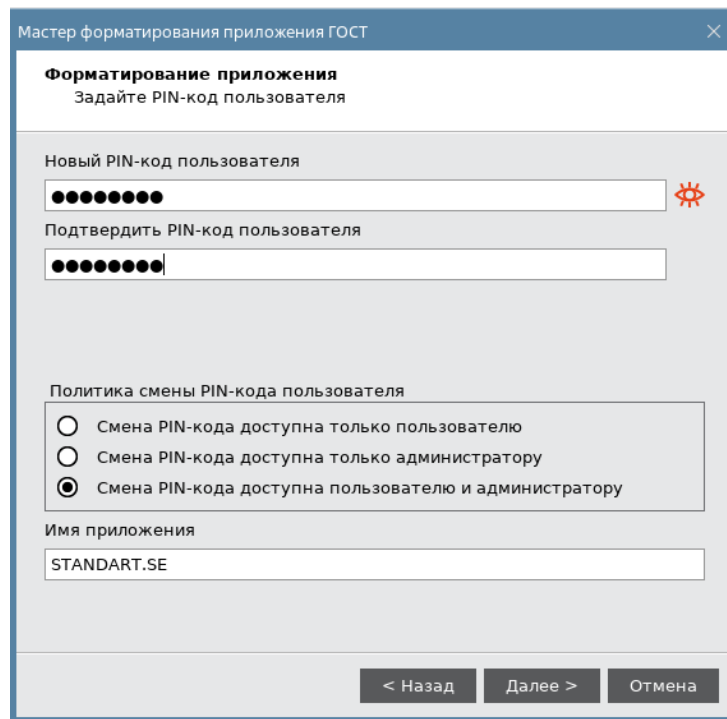 Мастер форматирования приложения ГОСТ
Форматирование приложения
Задайте PIN-код пользователя
Новый PIN-код пользователя
●●●●●●●●
Подтвердить PIN-код пользователя
●●●●●●●●
Политика смены PIN-кода пользователя
Смена PIN-кода доступна только пользователю
Смена PIN-кода доступна только администратору
Смена PIN-кода доступна пользователю и администратору
Имя приложения
STANDART.SE
< Назад Далее > Отмена